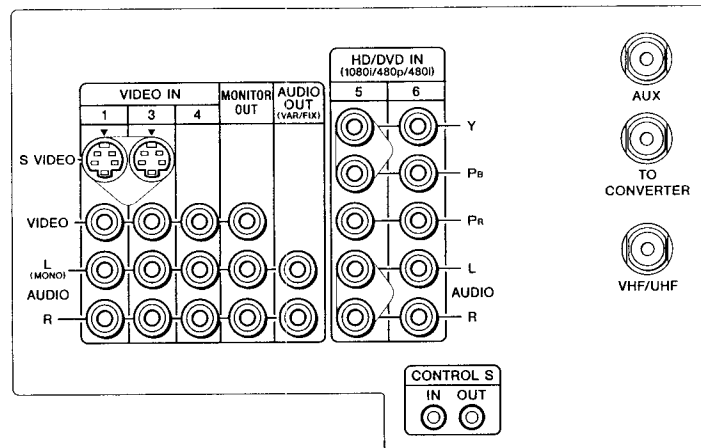 VIDEO IN
1 3 4
MONITOR
OUT
AUDIO
OUT
(VAR/FIX)
S VIDEO
VIDEO
L
(MONO)
AUDIO
R
HD/DVD IN
(1080i/480p/480i)
5 6
Y
PB
PR
L
AUDIO
R
AUX
TO
CONVERTER
VHF/UHF
CONTROL S
IN OUT